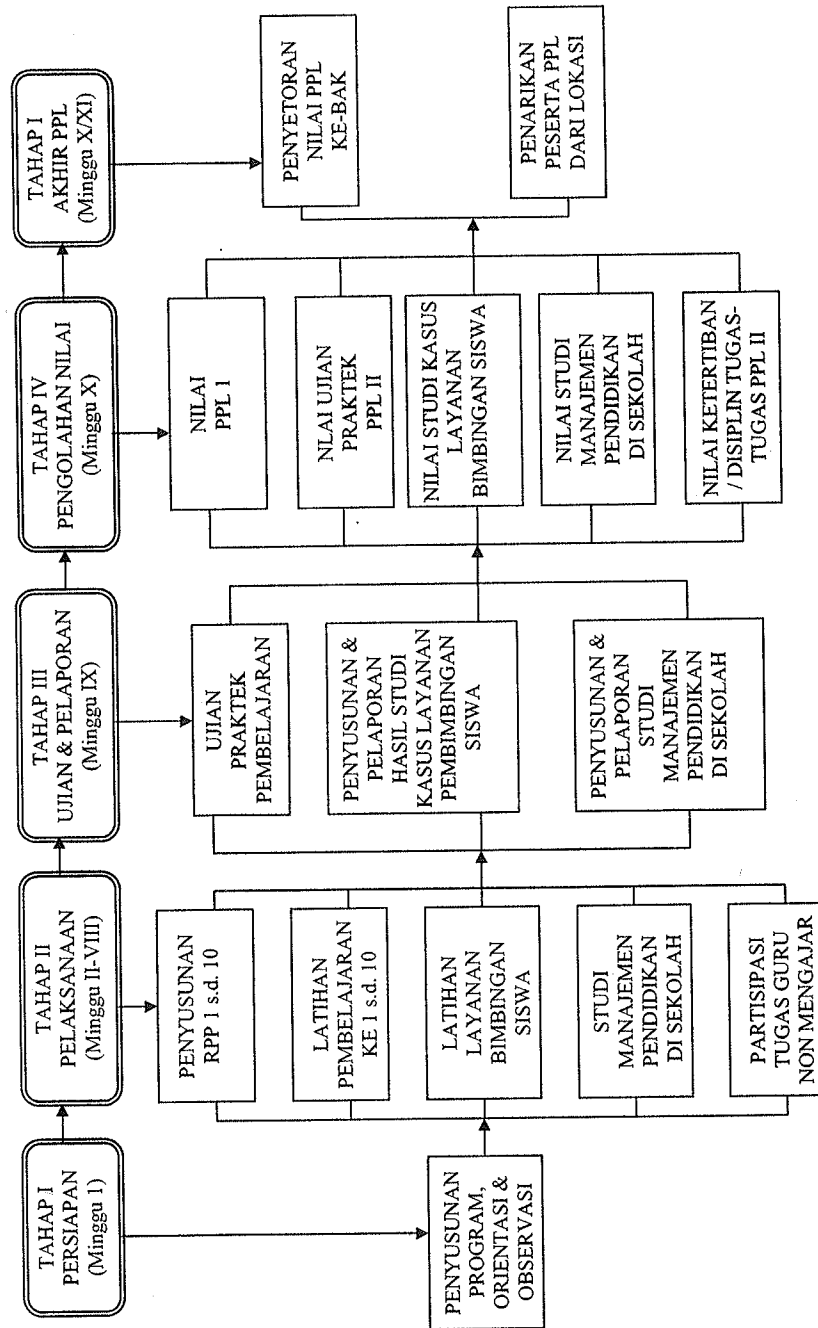 TAHAP I
PERSIAPAN
(Minggu 1)
TAHAP II
PELAKSANAAN
(Minggu II-VIII)
TAHAP III
UJIAN & PELAPORAN
(Minggu IX)
TAHAP IV
PENGOLAHAN NILAI
(Minggu X)
TAHAP I
AKHIR PPL
(Minggu X/XI)
PENYUSUNAN
PROGRAM,
ORIENTASI &
OBSERVASI
PENYUSUNAN
RPP 1 s.d. 10
LATIHAN
PEMBELAJARAN
KE 1 s.d. 10
LATIHAN
LAYANAN
BIMBINGAN
SISWA
STUDI
MANAJEMEN
PENDIDIKAN
DI SEKOLAH
PARTISIPASI
TUGAS GURU
NON MENGAJAR
UJIAN
PRAKTEK
PEMBELAJARAN
PENYUSUNAN &
PELAPORAN
HASIL STUDI
KASUS LAYANAN
PEMBIMBINGAN
SISWA
PENYUSUNAN &
PELAPORAN
STUDI
MANAJEMEN
PENDIDIKAN
DI SEKOLAH
NILAI
PPL 1
NLAI UJIAN
PRAKTEK
PPL II
NILAI STUDI KASUS
LAYANAN
BIMBINGAN SISWA
NILAI STUDI
MANAJEMEN
PENDIDIKAN
DI SEKOLAH
NILAI KETERTIBAN
/ DISIPLIN TUGAS-
TUGAS PPL II
PENYETORAN
NILAI PPL
KE-BAK
PENARIKAN
PESERTA PPL
DARI LOKASI